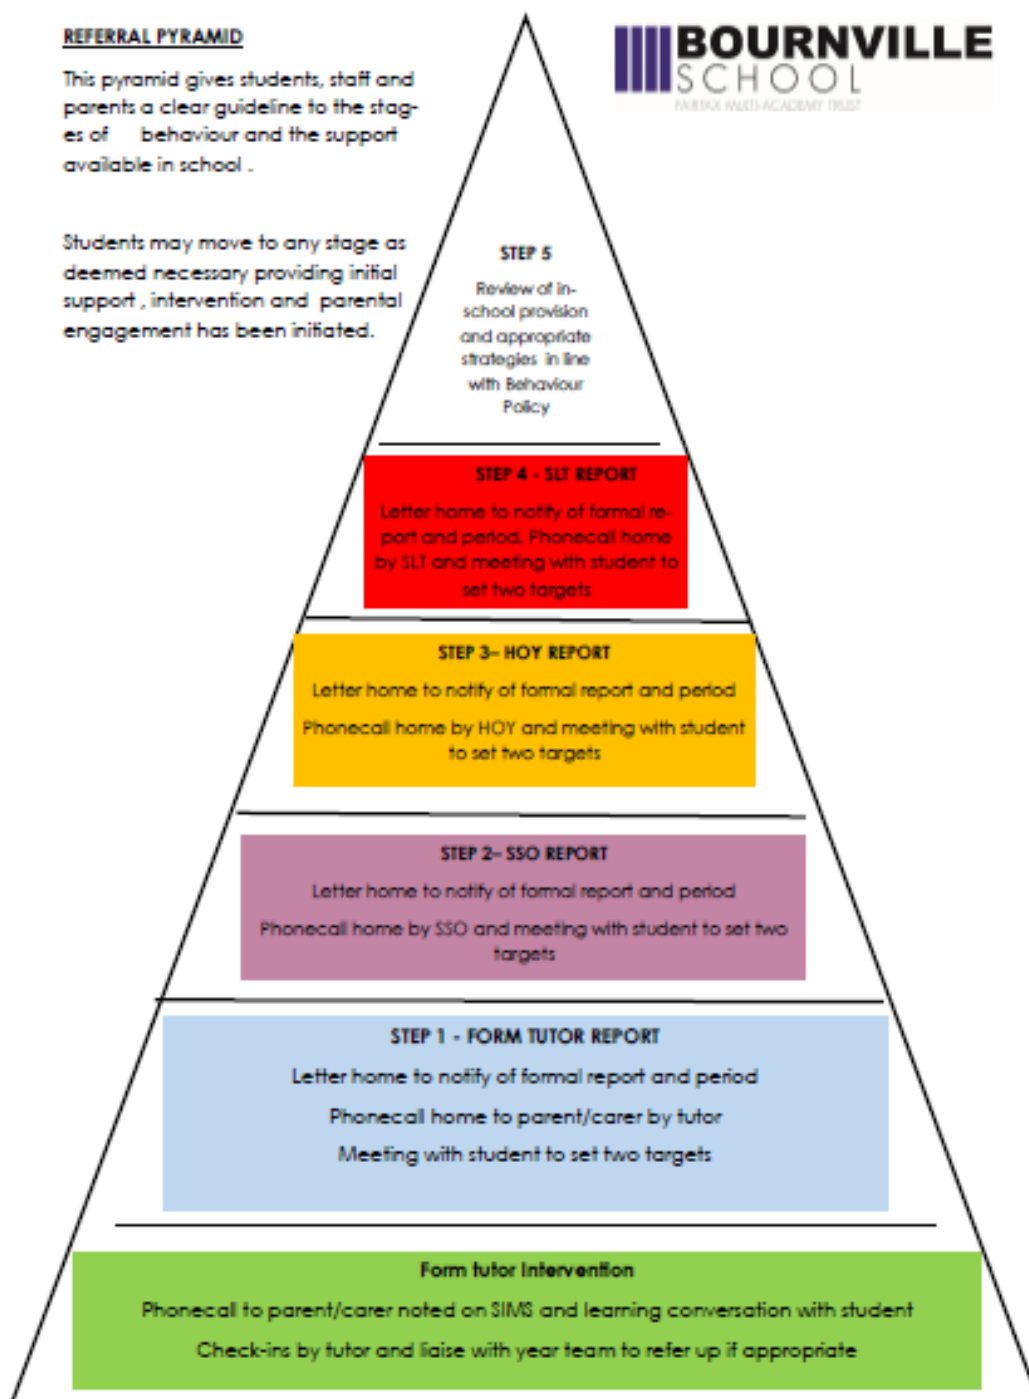 REFERRAL PYRAMID
This pyramid gives students, staff and
parents a clear guideline to the stag-
es of behaviour and the support
available in school .
Students may move to any stage as
deemed necessary providing initial
support , intervention and parental
engagement has been initiated.
BOURNVILLE
SCHOOL
FAIRFAX MULTI-ACADEMY TRUST
STEP 5
Review of in-
school provision
and appropriate
strategies in line
with Behaviour
Policy
STEP 4 - SLT REPORT
Letter home to notify of formal re-
port and period. Phonecall home
by SLT and meeting with student to
set two targets
STEP 3– HOY REPORT
Letter home to notify of formal report and period
Phonecall home by HOY and meeting with student
to set two targets
STEP 2– SSO REPORT
Letter home to notify of formal report and period
Phonecall home by SSO and meeting with student to set two
targets
STEP 1 - FORM TUTOR REPORT
Letter home to notify of formal report and period
Phonecall home to parent/carer by tutor
Meeting with student to set two targets
Form tutor Intervention
Phonecall to parent/carer noted on SIMS and learning conversation with student
Check-ins by tutor and liaise with year team to refer up if appropriate